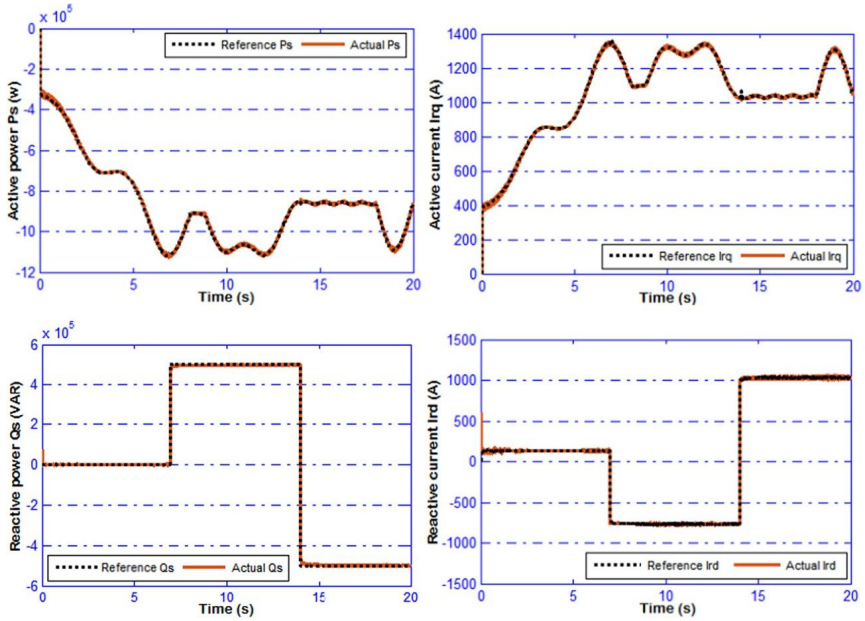 x 10⁵
0
-2
-4
-6
-8
-10
-12
0
5
10
15
20
Active power Ps (w)
Time (s)
Reference Ps
Actual Ps
1400
1200
1000
800
600
400
200
0
0
5
10
15
20
Active current Irq (A)
Time (s)
Reference Irq
Actual Irq
x 10⁵
6
4
2
0
-2
-4
-6
0
5
10
15
20
Reactive power Qs (VAR)
Time (s)
Reference Qs
Actual Qs
1500
1000
500
0
-500
-1000
-1500
0
5
10
15
20
Reactive current Ird (A)
Time (s)
Reference Ird
Actual Ird